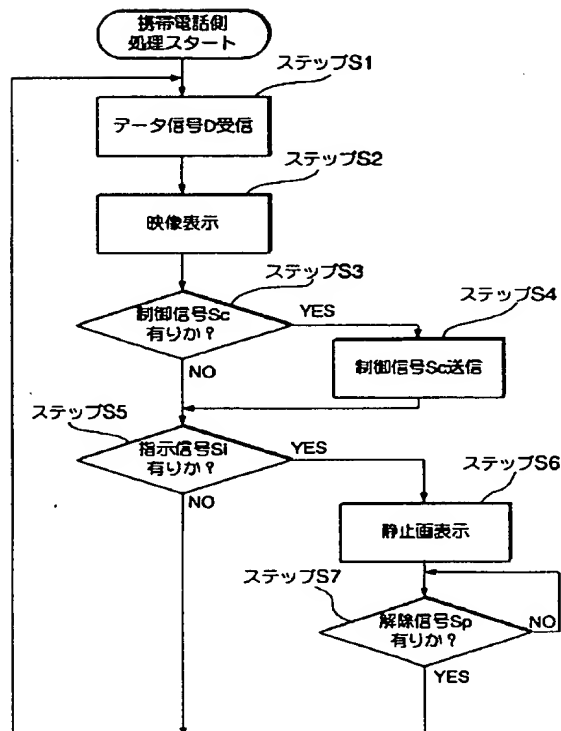 携帯電話側
処理スタート
ステップS1
データ信号D受信
ステップS2
映像表示
ステップS3
制御信号Sc
有りか?
YES
ステップS4
制御信号Sc送信
NO
ステップS5
指示信号Si
有りか?
YES
NO
ステップS6
静止画表示
ステップS7
解除信号Sp
有りか?
NO
YES